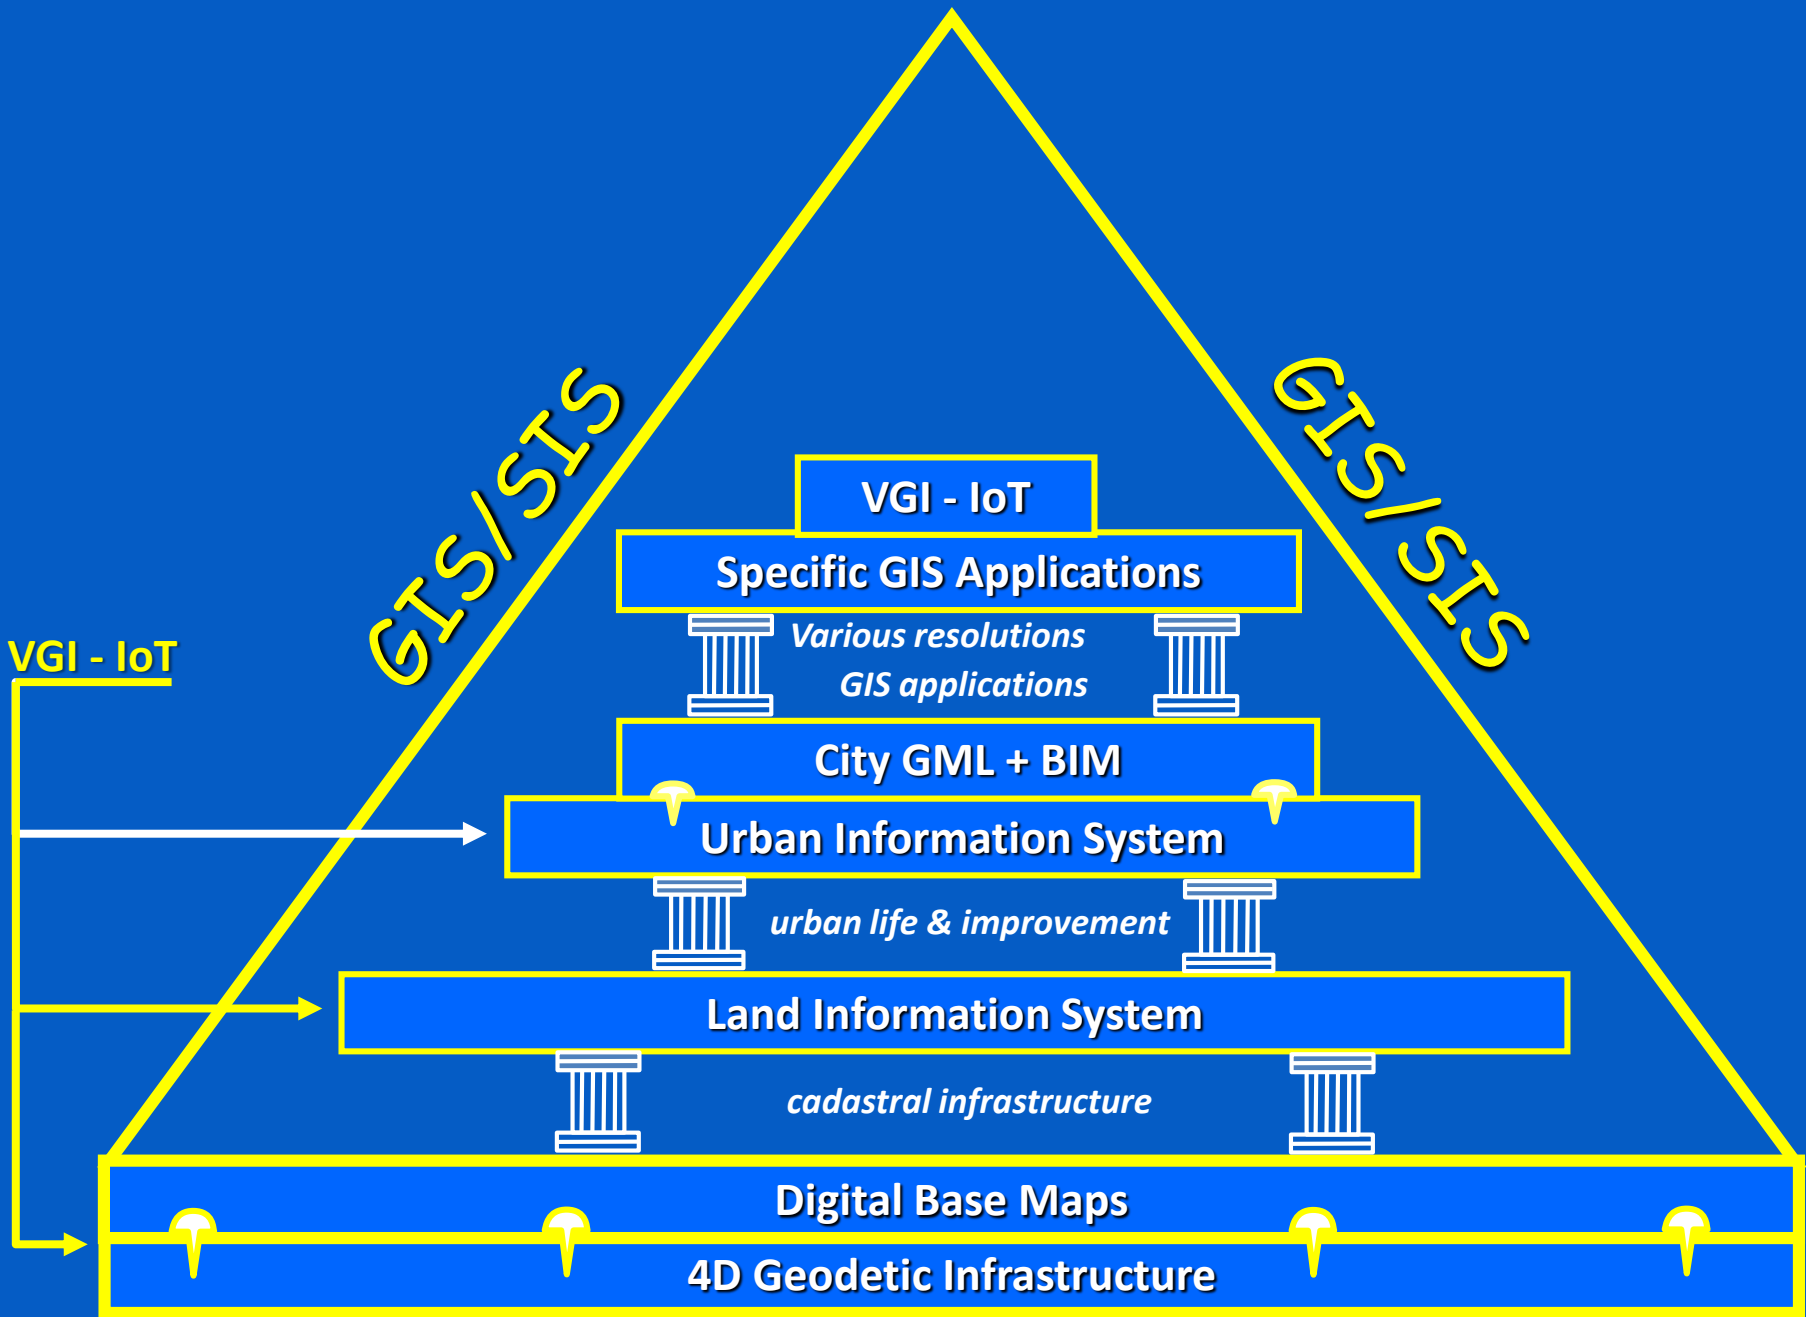 GIS/SIS
GIS/SIS
VGI - IoT
Specific GIS Applications
Various resolutions
GIS applications
VGI - IoT
City GML + BIM
Urban Information System
urban life & improvement
Land Information System
cadastral infrastructure
Digital Base Maps
4D Geodetic Infrastructure